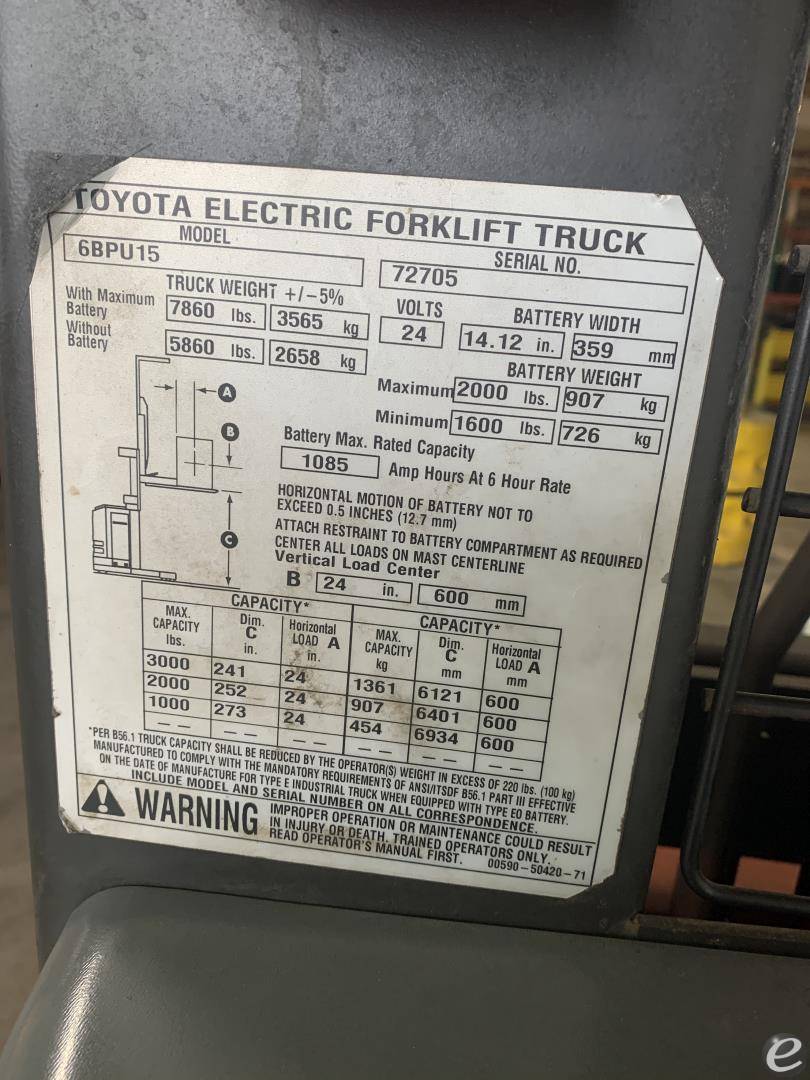 TOYOTA ELECTRIC FORKLIFT TRUCK
MODEL SERIAL NO.
6BPU15 72705
TRUCK WEIGHT +/-5% VOLTS BATTERY WIDTH
With Maximum Battery 7860 lbs. 3565 kg 24 14.12 in. 359 mm
Without Battery 5860 lbs. 2658 kg
BATTERY WEIGHT
Maximum 2000 lbs. 907 kg
Minimum 1600 lbs. 726 kg
A
B
C
Battery Max. Rated Capacity
1085 Amp Hours At 6 Hour Rate
HORIZONTAL MOTION OF BATTERY NOT TO
EXCEED 0.5 INCHES (12.7 mm)
ATTACH RESTRAINT TO BATTERY COMPARTMENT AS REQUIRED
CENTER ALL LOADS ON MAST CENTERLINE
Vertical Load Center
B 24 in. 600 mm
CAPACITY* CAPACITY*
MAX. CAPACITY lbs. Dim. C in. Horizontal LOAD A in. MAX. CAPACITY kg Dim. C mm Horizontal LOAD A mm
3000 241 24 1361 6121 600
2000 252 24 907 6401 600
1000 273 24 454 6934 600
— — — — — — — — — — — —
*PER B56.1 TRUCK CAPACITY SHALL BE REDUCED BY THE OPERATOR(S) WEIGHT IN EXCESS OF 220 lbs. (100 kg)
MANUFACTURED TO COMPLY WITH THE MANDATORY REQUIREMENTS OF ANSI/ITSDF B56.1 PART III EFFECTIVE
ON THE DATE OF MANUFACTURE FOR TYPE E INDUSTRIAL TRUCK WHEN EQUIPPED WITH TYPE EO BATTERY.
INCLUDE MODEL AND SERIAL NUMBER ON ALL CORRESPONDENCE.
WARNING
IMPROPER OPERATION OR MAINTENANCE COULD RESULT
IN INJURY OR DEATH. TRAINED OPERATORS ONLY.
READ OPERATOR'S MANUAL FIRST. 00590-50420-71
e